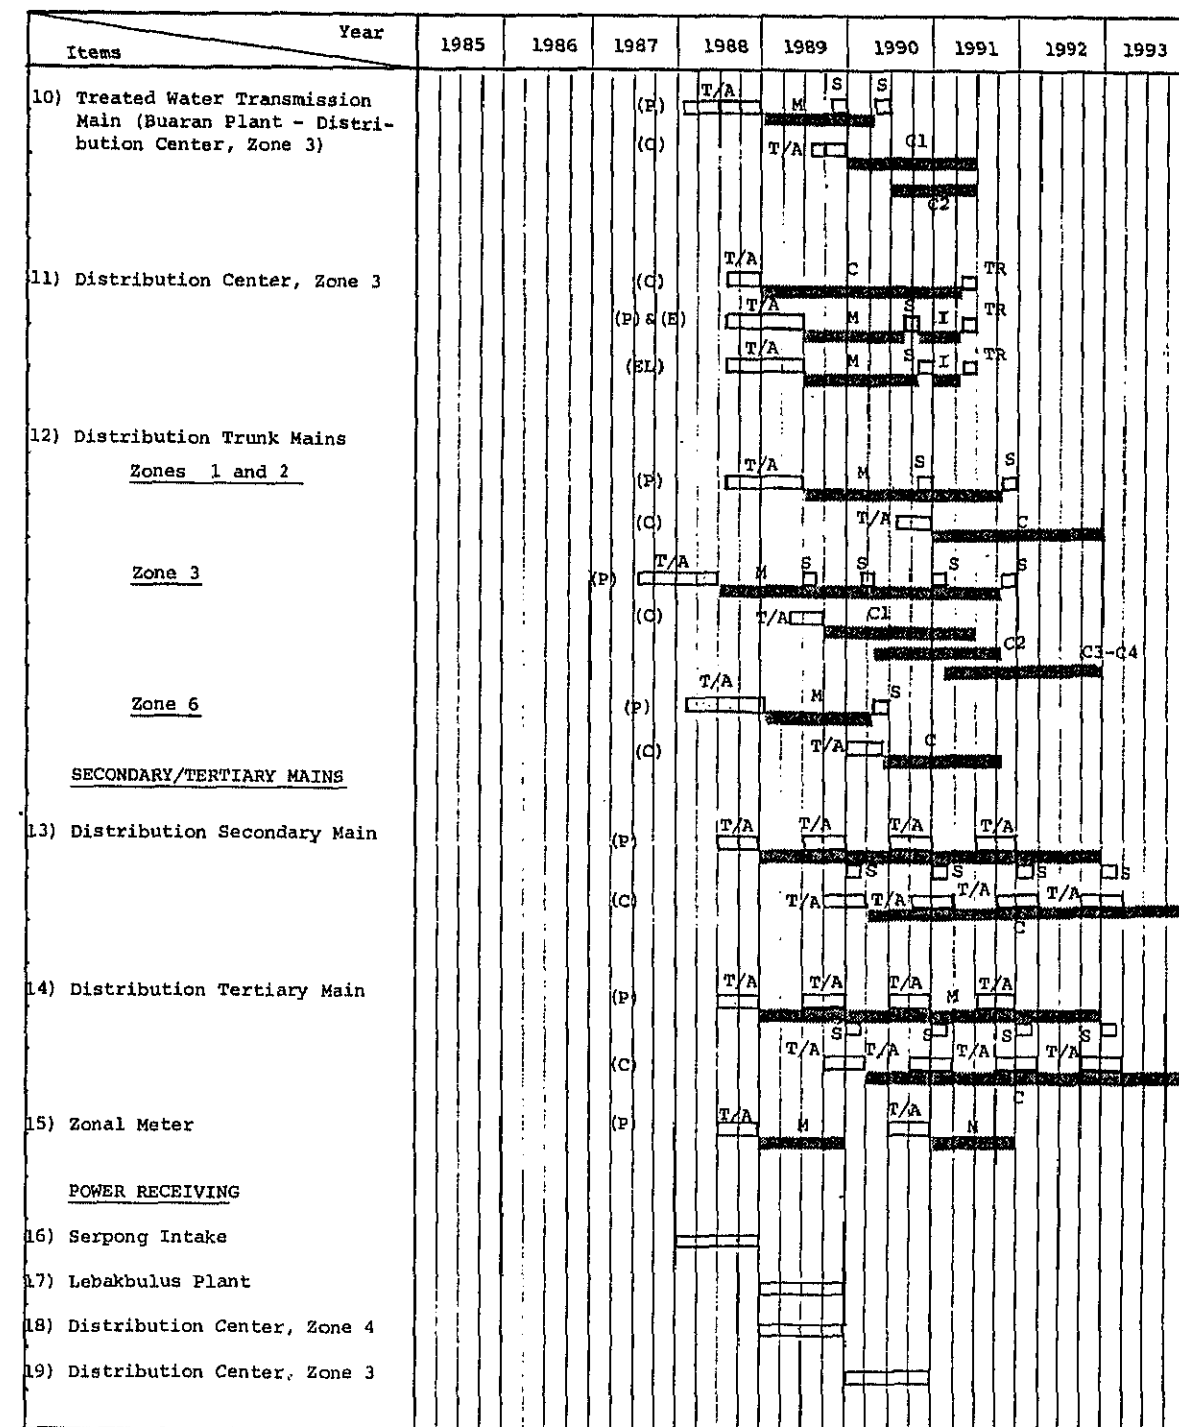 Year
Items
1985 1986 1987 1988 1989 1990 1991 1992 1993
T/A S S
10) Treated Water Transmission (P) M
Main (Buaran Plant - Distri-
bution Center, Zone 3) (C) T/A C1
C2
T/A
11) Distribution Center, Zone 3 (C) C TR
T/A S
(P)&(E) M I TR
T/A S
(EL) M I TR
12) Distribution Trunk Mains
Zones 1 and 2 (P) T/A M S S
(C) T/A C
Zone 3 (P) T/A M S S S S
(C) T/A C1
C2 C3-C4
T/A
Zone 6 (P) M S
(C) T/A C
SECONDARY/TERTIARY MAINS
13) Distribution Secondary Main (P) T/A T/A T/A T/A
S S S S
(C) T/A T/A T/A T/A
C
14) Distribution Tertiary Main (P) T/A T/A T/A T/A
M
S S S S
(C) T/A T/A T/A T/A
C
15) Zonal Meter (P) T/A M T/A M
POWER RECEIVING
16) Serpong Intake
17) Lebakbulus Plant
18) Distribution Center, Zone 4
19) Distribution Center, Zone 3